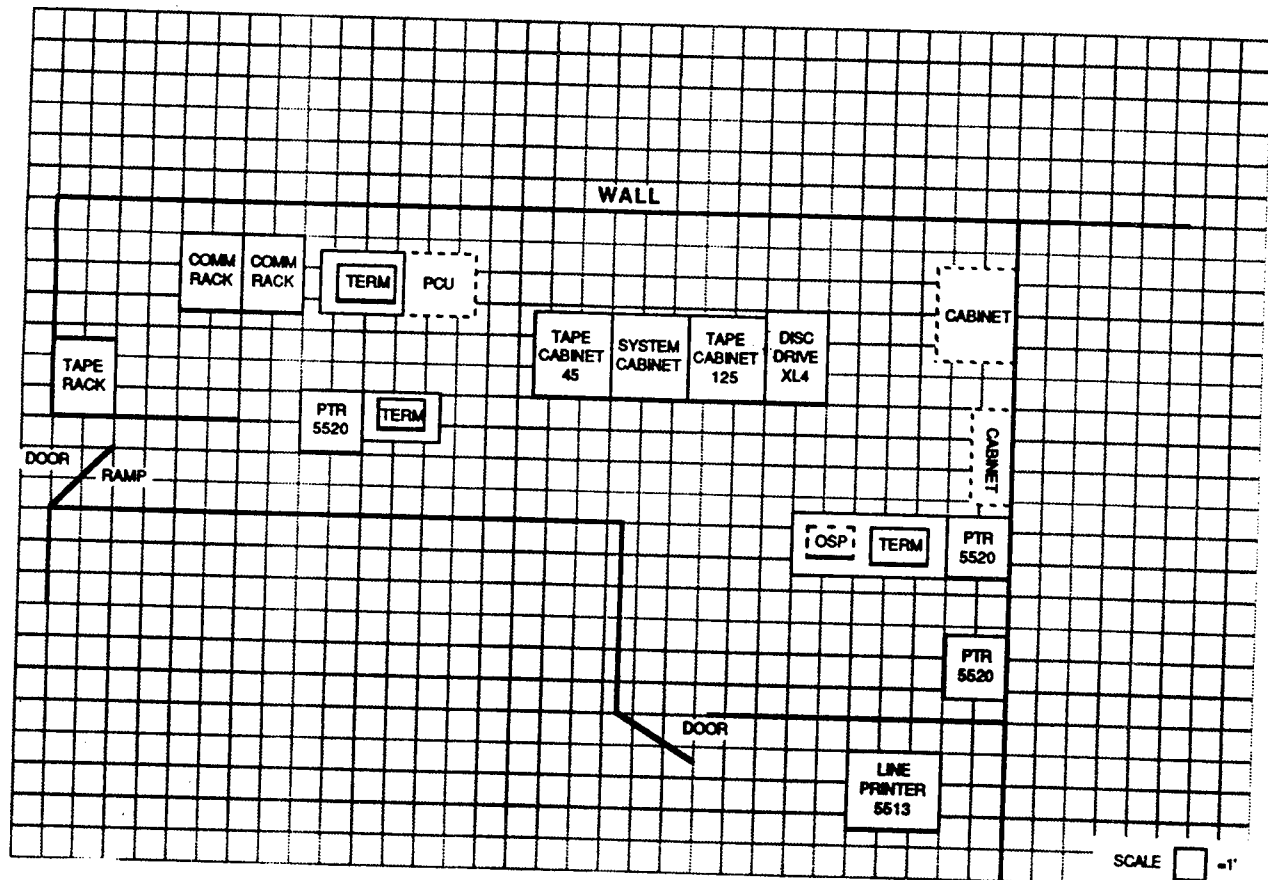 WALL
COMM
RACK
COMM
RACK
TERM
PCU
CABINET
TAPE
CABINET
45
SYSTEM
CABINET
TAPE
CABINET
125
DISC
DRIVE
XL4
TAPE
RACK
PTR
5520
TERM
CABINET
DOOR
RAMP
OSP
TERM
PTR
5520
PTR
5520
DOOR
LINE
PRINTER
5513
SCALE =1'